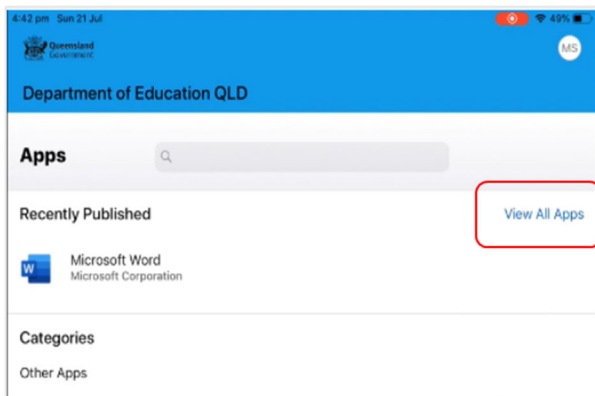 4:42 pm Sun 21 Jul 49%
Queensland
Government
MS
Department of Education QLD
Apps
Recently Published View All Apps
W
Microsoft Word
Microsoft Corporation
Categories
Other Apps